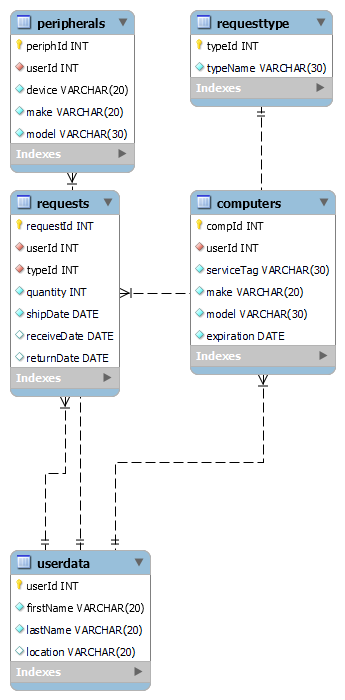 peripherals
periphId INT
userId INT
device VARCHAR(20)
make VARCHAR(20)
model VARCHAR(30)
Indexes
requesttype
typeId INT
typeName VARCHAR(30)
Indexes
requests
requestId INT
userId INT
typeId INT
quantity INT
shipDate DATE
receiveDate DATE
returnDate DATE
Indexes
computers
compId INT
userId INT
serviceTag VARCHAR(30)
make VARCHAR(20)
model VARCHAR(30)
expiration DATE
Indexes
userdata
userId INT
firstName VARCHAR(20)
lastName VARCHAR(20)
location VARCHAR(20)
Indexes